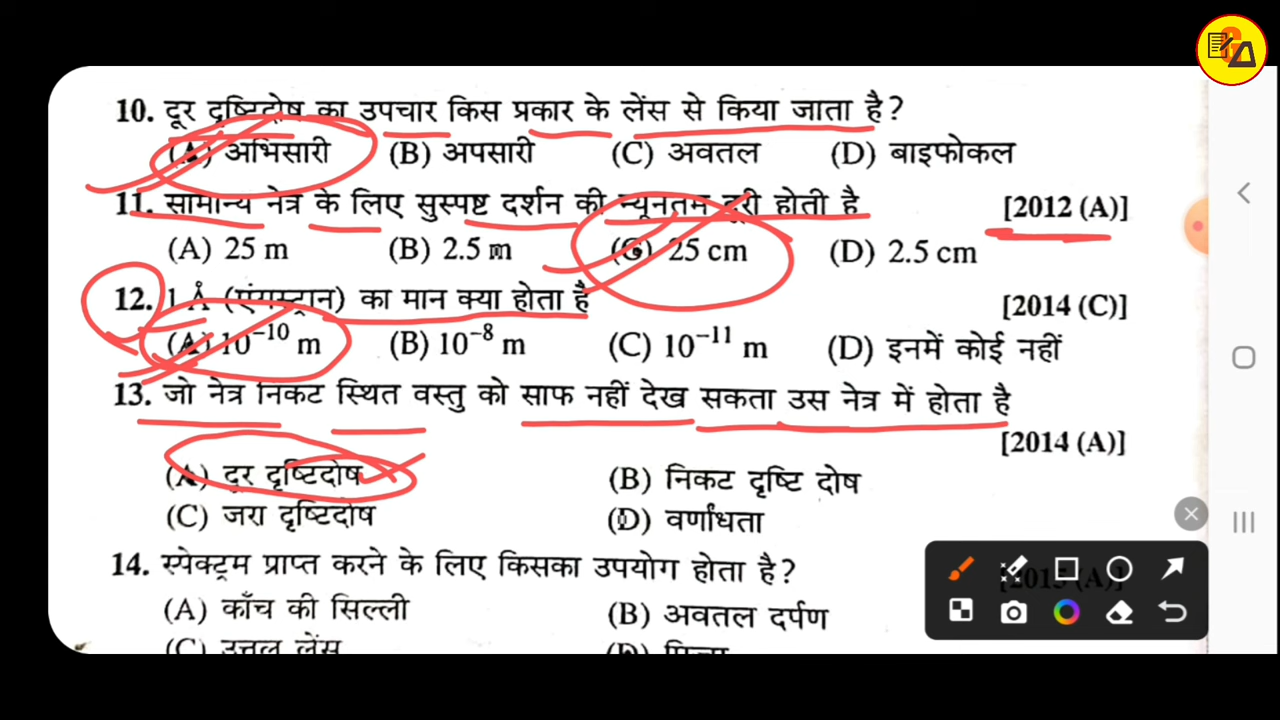 10. दूर दृष्टिदोष का उपचार किस प्रकार के लेंस से किया जाता है?
(A) अभिसारी (B) अपसारी (C) अवतल (D) बाइफोकल
11. सामान्य नेत्र के लिए सुस्पष्ट दर्शन की न्यूनतम दूरी होती है [2012 (A)]
(A) 25 m (B) 2.5 m (C) 25 cm (D) 2.5 cm
12. 1 Å (एंगस्ट्रान) का मान क्या होता है [2014 (C)]
(A) 10⁻¹⁰ m (B) 10⁻⁸ m (C) 10⁻¹¹ m (D) इनमें कोई नहीं
13. जो नेत्र निकट स्थित वस्तु को साफ नहीं देख सकता उस नेत्र में होता है
[2014 (A)]
(A) दूर दृष्टिदोष (B) निकट दृष्टि दोष
(C) जरा दृष्टिदोष (D) वर्णांधता
14. स्पेक्ट्रम प्राप्त करने के लिए किसका उपयोग होता है?
(A) काँच की सिल्ली (B) अवतल दर्पण
(C) उत्तल लेंस